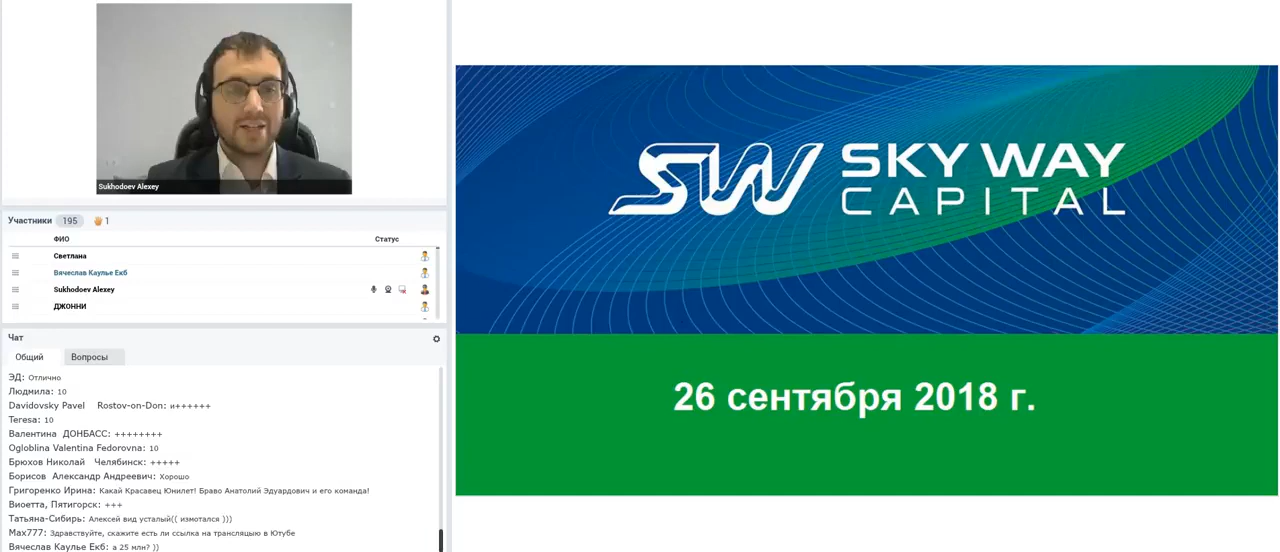 Sukhodoev Alexey
Участники 195 1
ФИО Статус
Светлана
Вячеслав Каулье Екб
Sukhodoev Alexey
ДЖОННИ
Чат
Общий Вопросы
ЭД: Отлично
Людмила: 10
Davidovsky Pavel Rostov-on-Don: и++++++
Teresa: 10
Валентина ДОНБАСС: ++++++++
Ogloblina Valentina Fedorovna: 10
Брюхов Николай Челябинск: +++++
Борисов Александр Андреевич: Хорошо
Григоренко Ирина: Какай Красавец Юнилет! Браво Анатолий Эдуардович и его команда!
Виоетта, Пятигорск: +++
Татьяна-Сибирь: Алексей вид усталый(( измотался )))
Мах777: Здравствуйте, скажите есть ли ссылка на трансляцыю в Ютубе
Вячеслав Каулье Екб: а 25 млн? ))
SW SKY WAY
CAPITAL
26 сентября 2018 г.